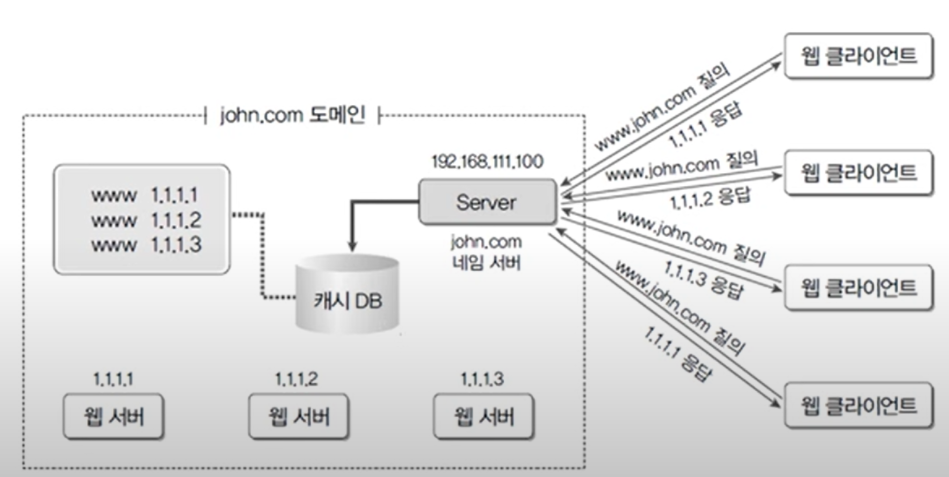 john.com 도메인
www 1.1.1.1
www 1.1.1.2
www 1.1.1.3
캐시 DB
192.168.111.100
Server
john.com
네임 서버
1.1.1.1
웹 서버
1.1.1.2
웹 서버
1.1.1.3
웹 서버
www.john.com 질의
1.1.1.1 응답
웹 클라이언트
www.john.com 질의
1.1.1.2 응답
웹 클라이언트
www.john.com 질의
1.1.1.3 응답
웹 클라이언트
www.john.com 질의
1.1.1.1 응답
웹 클라이언트